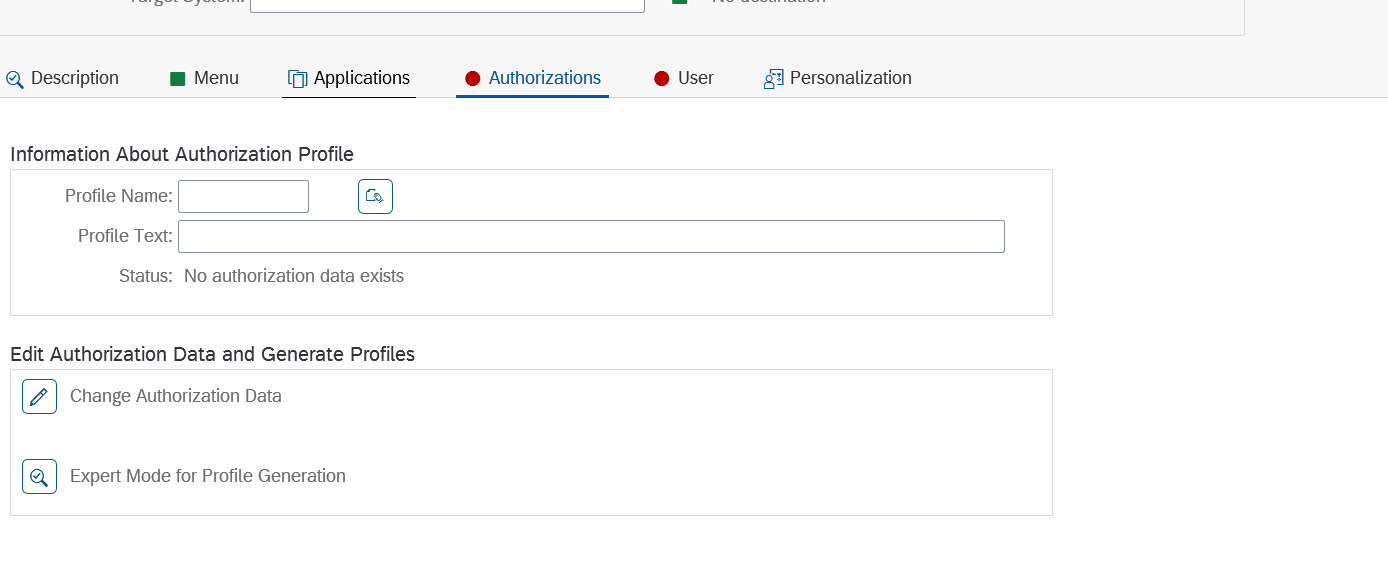 Target System:
No destination
Description
Menu
Applications
Authorizations
User
Personalization
Information About Authorization Profile
Profile Name:
Profile Text:
Status: No authorization data exists
Edit Authorization Data and Generate Profiles
Change Authorization Data
Expert Mode for Profile Generation